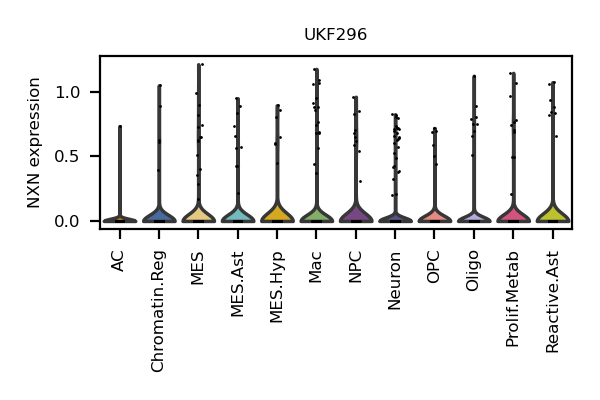 UKF296
NXN expression
1.0
0.5
0.0
AC
Chromatin.Reg
MES
MES.Ast
MES.Hyp
Mac
NPC
Neuron
OPC
Oligo
Prolif.Metab
Reactive.Ast